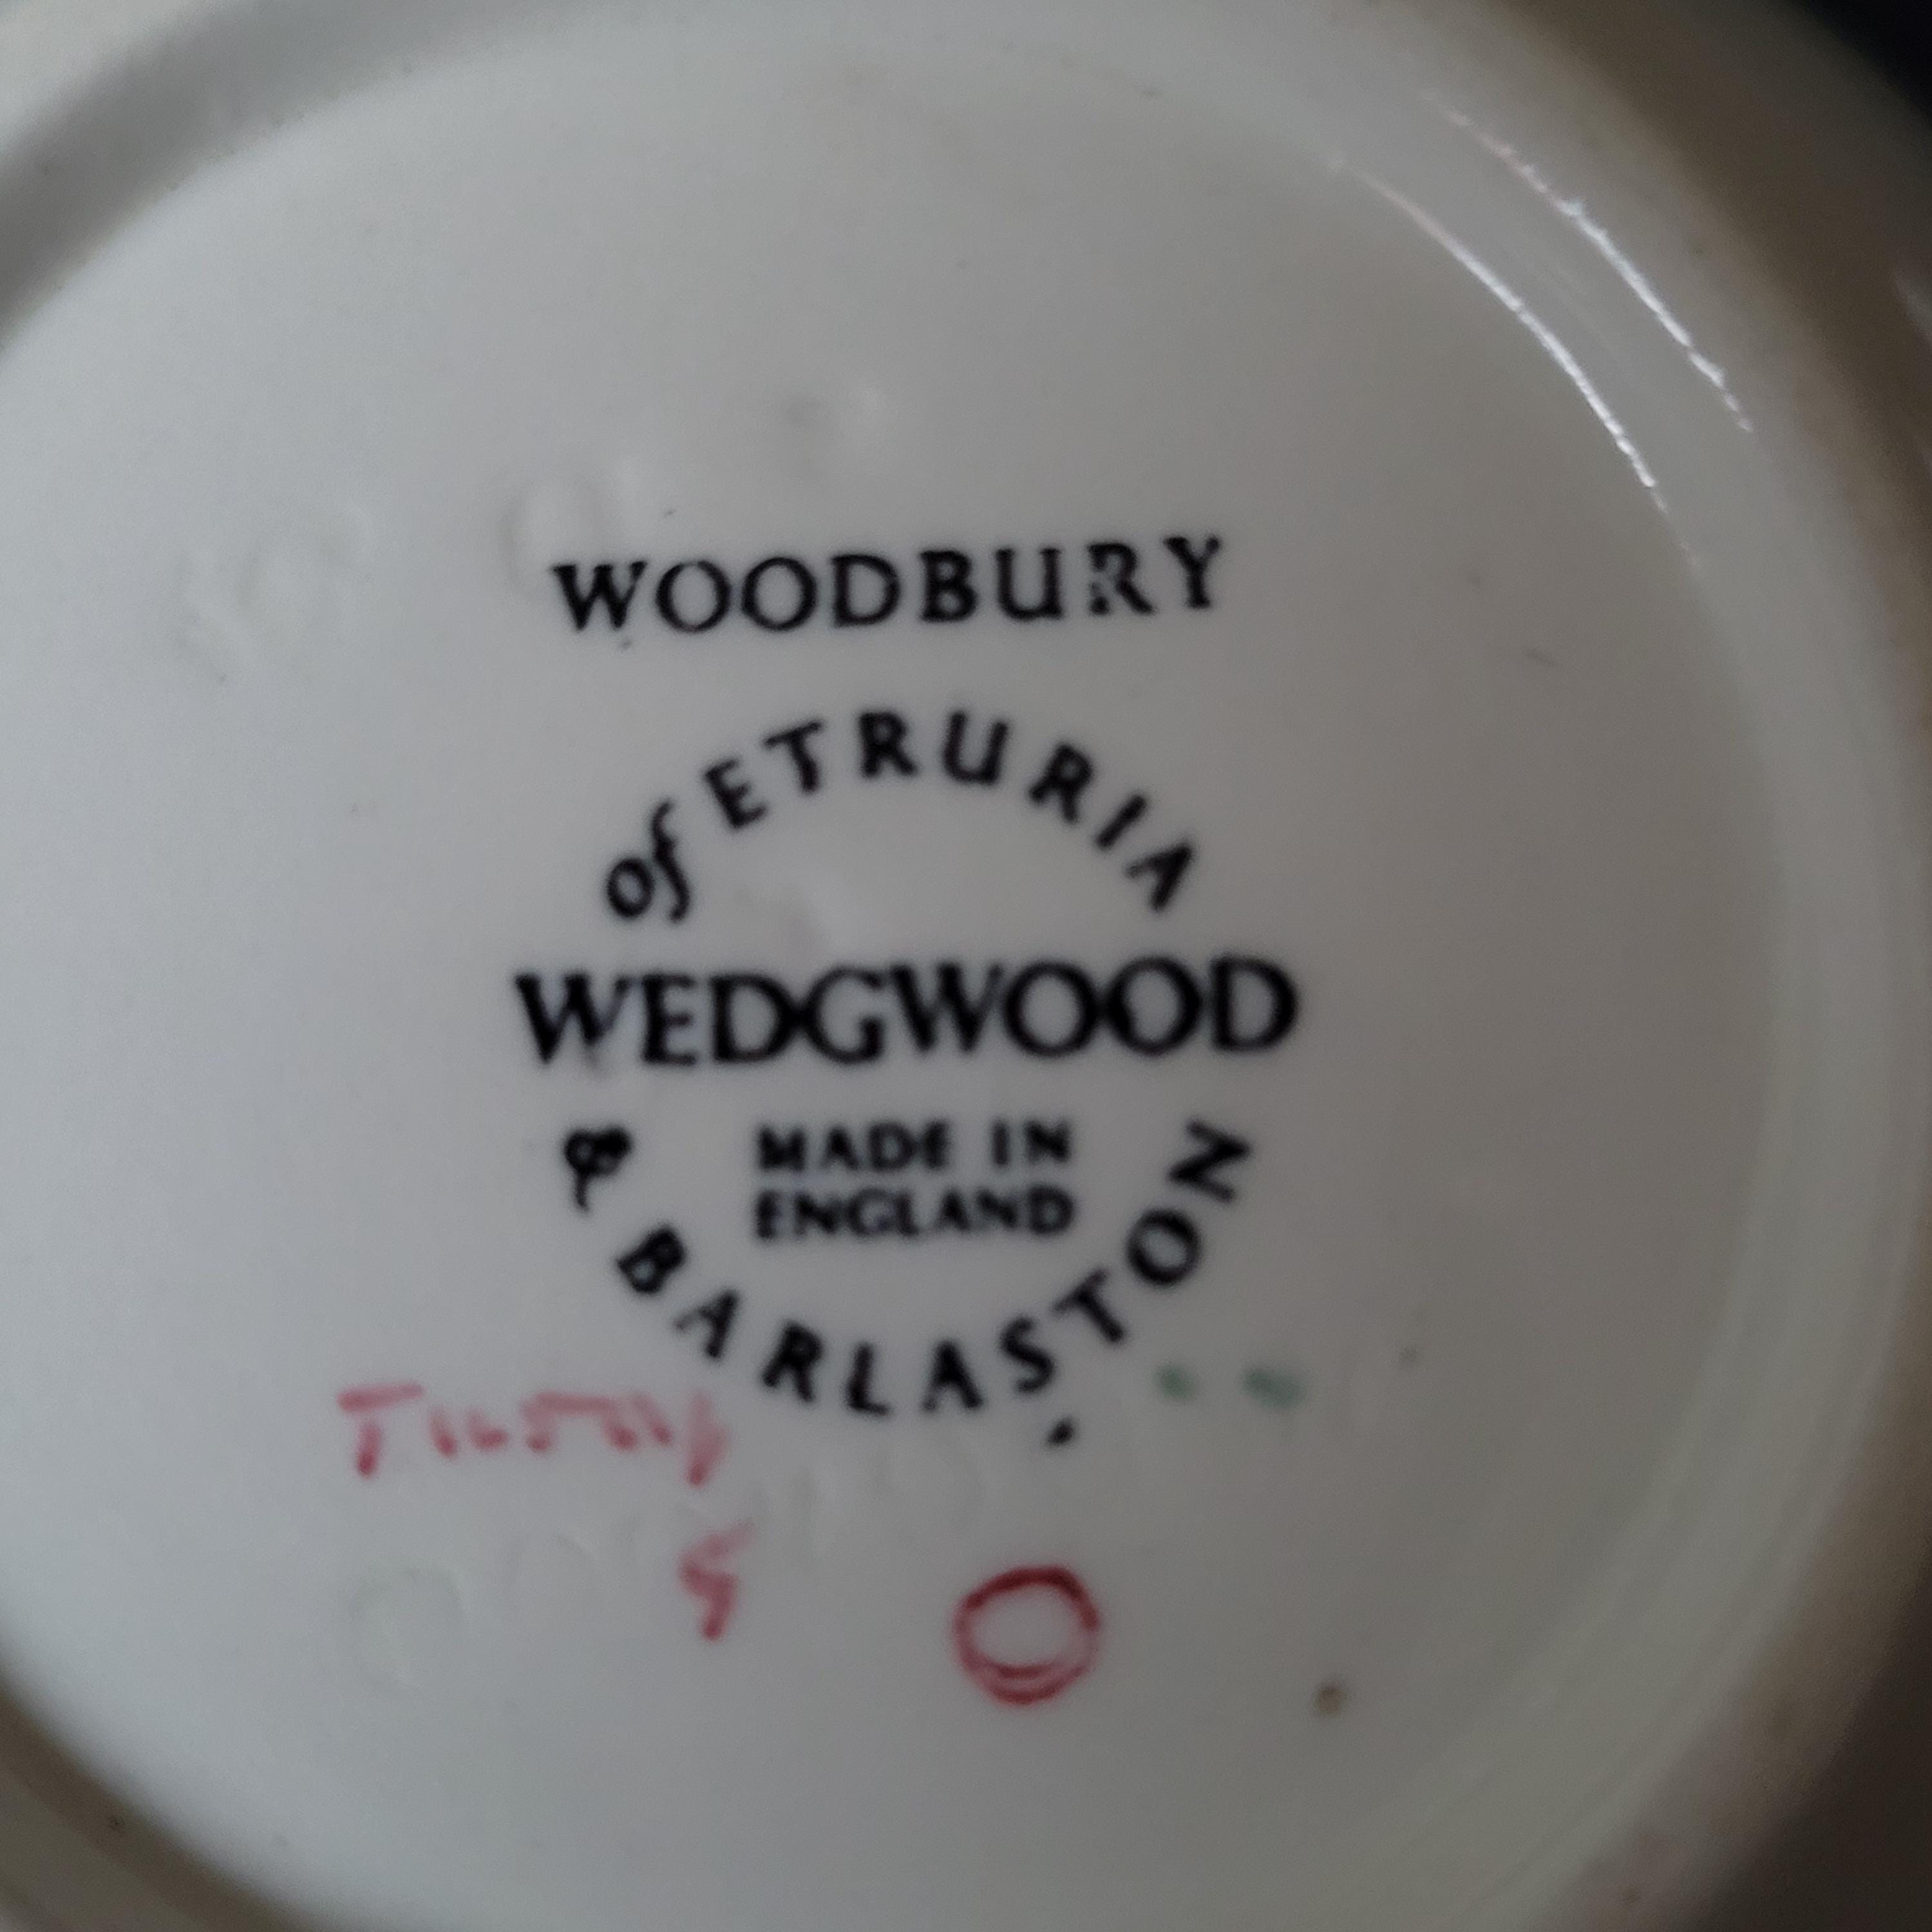 WOODBURY
of ETRURIA
WEDGWOOD
MADE IN
ENGLAND
& BARLASTON